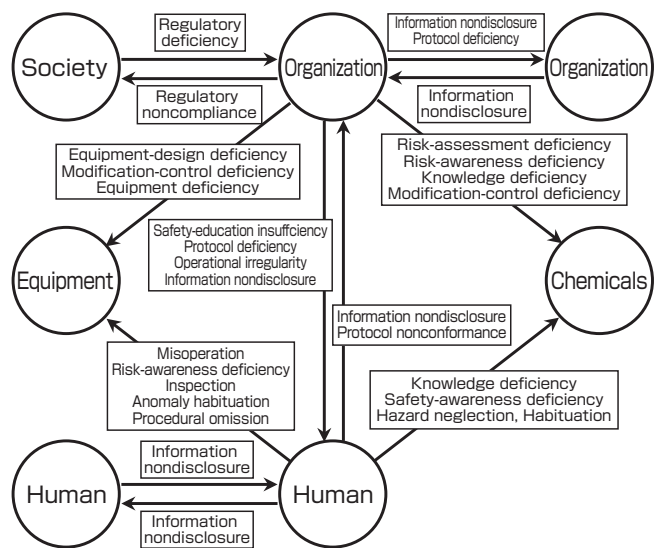 Regulatory
deficiency
Information nondisclosure
Protocol deficiency
Society
Organization
Organization
Regulatory
noncompliance
Information
nondisclosure
Equipment-design deficiency
Modification-control deficiency
Equipment deficiency
Risk-assessment deficiency
Risk-awareness deficiency
Knowledge deficiency
Modification-control deficiency
Safety-education insuffciency
Protocol deficiency
Operational irregularity
Information nondisclosure
Equipment
Chemicals
Information nondisclosure
Protocol nonconformance
Misoperation
Risk-awareness deficiency
Inspection
Anomaly habituation
Procedural omission
Knowledge deficiency
Safety-awareness deficiency
Hazard neglection, Habituation
Information
nondisclosure
Human
Human
Information
nondisclosure